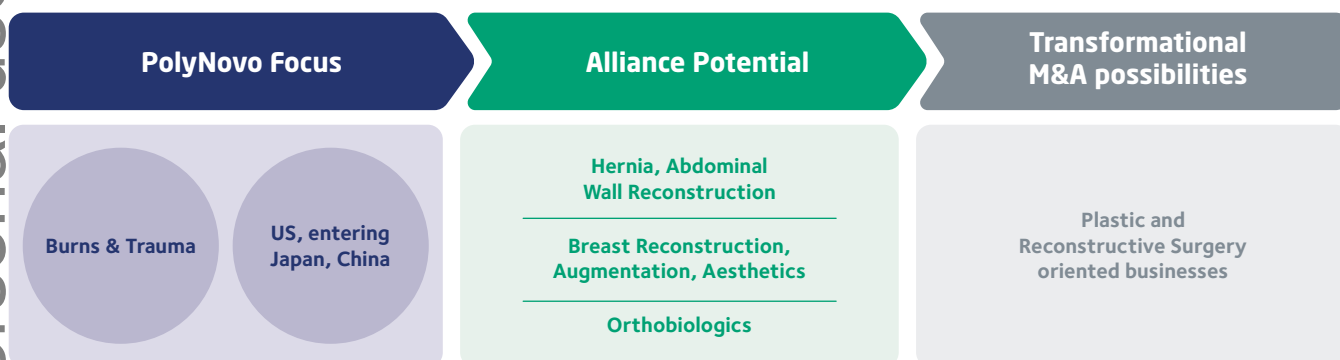 PolyNovo Focus
Alliance Potential
Transformational
M&A possibilities
Burns & Trauma
US, entering
Japan, China
Hernia, Abdominal
Wall Reconstruction
Breast Reconstruction,
Augmentation, Aesthetics
Orthobiologics
Plastic and
Reconstructive Surgery
oriented businesses